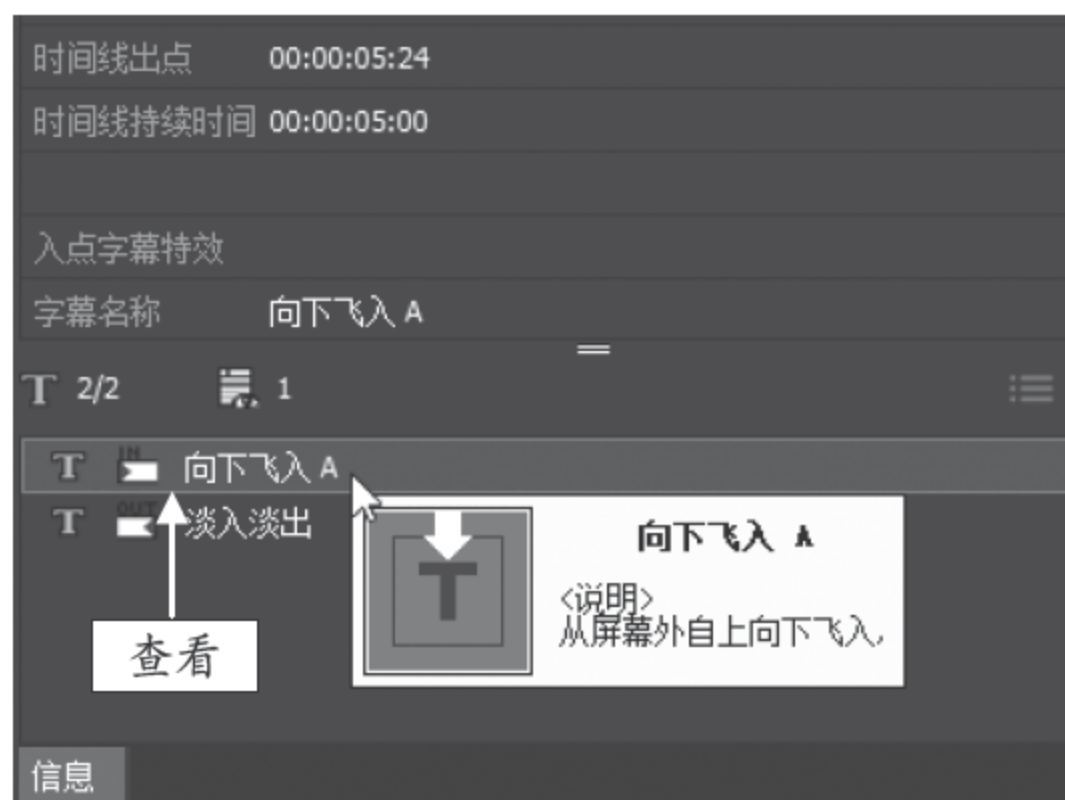 时间线出点 00:00:05:24
时间线持续时间 00:00:05:00
入点字幕特效
字幕名称 向下飞入 A
T 2/2 1
T IN 向下飞入 A
T OUT 淡入淡出
向下飞入 A
T
<说明>
从屏幕外自上向下飞入.
查看
信息